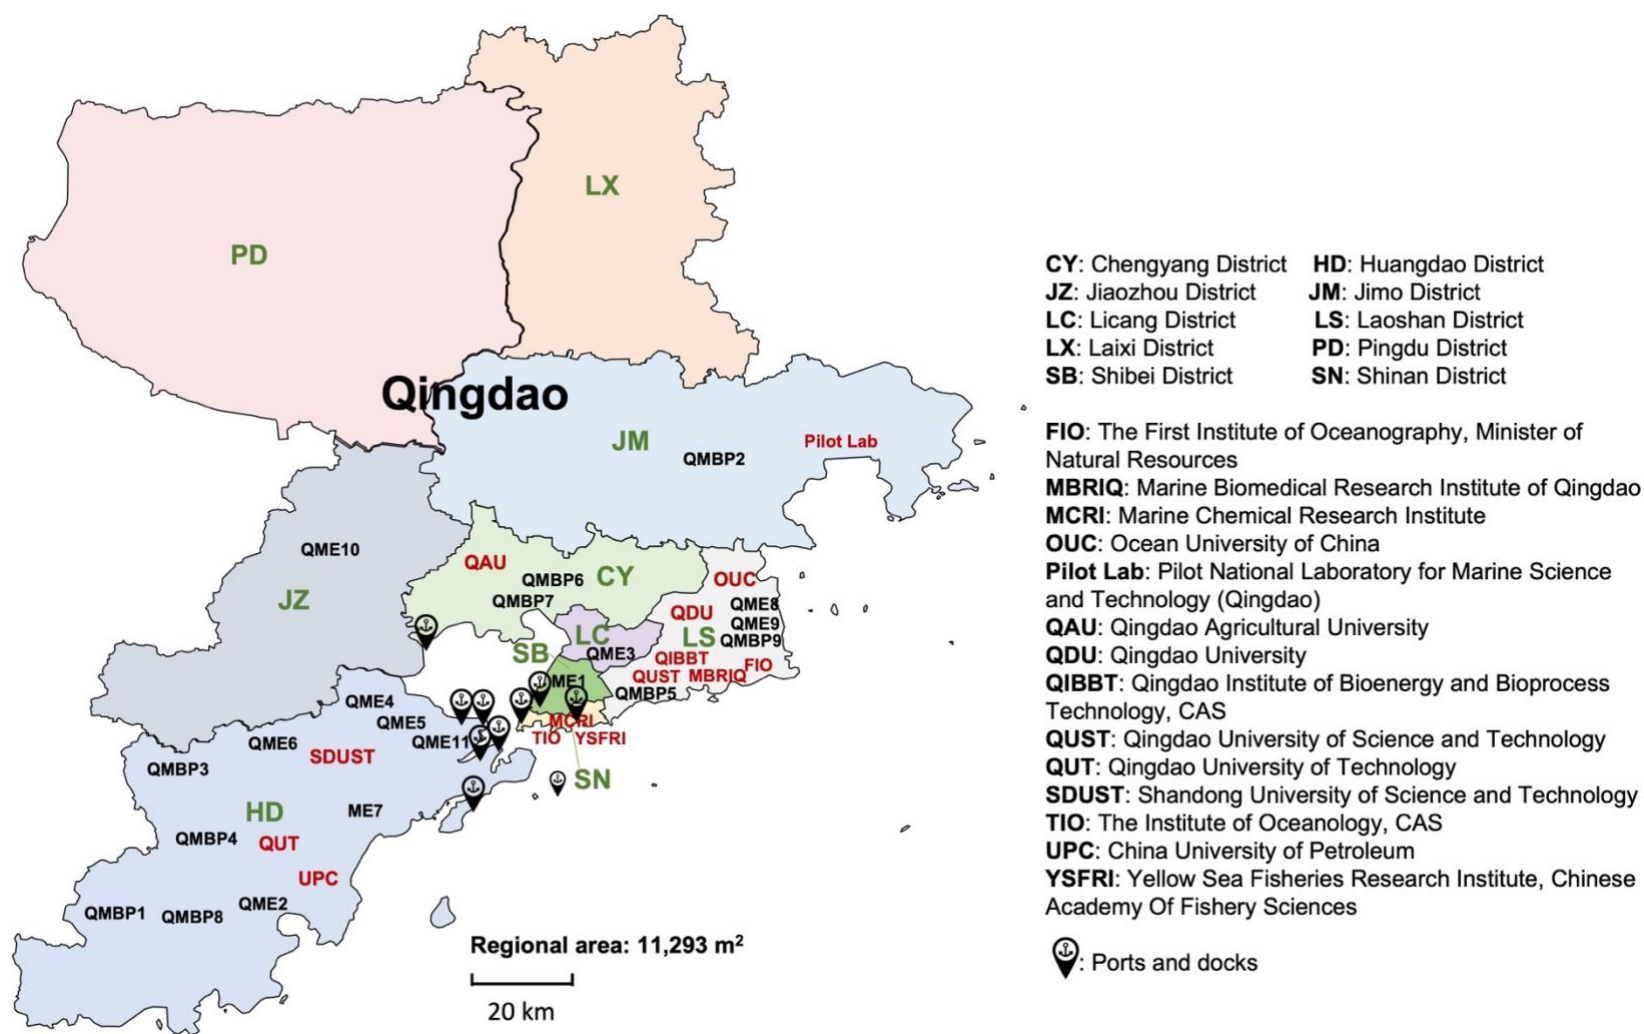 LX
PD
Qingdao
JM
Pilot Lab
QMBP2
QME10
QAU
QMBP6
CY
OUC
QMBP7
QME8
JZ
QDU
QME9
LC
LS
QMBP9
SB
QME3
QIBBT
FIO
QUST
MBRIQ
ME1
QMBP5
QME4
QME5
MCRI
QME11
TIO
YSFRI
QME6
SDUST
QMBP3
SN
HD
ME7
QMBP4
QUT
UPC
QME2
QMBP1
QMBP8
Regional area: 11,293 m²
20 km
CY: Chengyang District HD: Huangdao District
JZ: Jiaozhou District JM: Jimo District
LC: Licang District LS: Laoshan District
LX: Laixi District PD: Pingdu District
SB: Shibei District SN: Shinan District
FIO: The First Institute of Oceanography, Minister of
Natural Resources
MBRIQ: Marine Biomedical Research Institute of Qingdao
MCRI: Marine Chemical Research Institute
OUC: Ocean University of China
Pilot Lab: Pilot National Laboratory for Marine Science
and Technology (Qingdao)
QAU: Qingdao Agricultural University
QDU: Qingdao University
QIBBT: Qingdao Institute of Bioenergy and Bioprocess
Technology, CAS
QUST: Qingdao University of Science and Technology
QUT: Qingdao University of Technology
SDUST: Shandong University of Science and Technology
TIO: The Institute of Oceanology, CAS
UPC: China University of Petroleum
YSFRI: Yellow Sea Fisheries Research Institute, Chinese
Academy Of Fishery Sciences
: Ports and docks